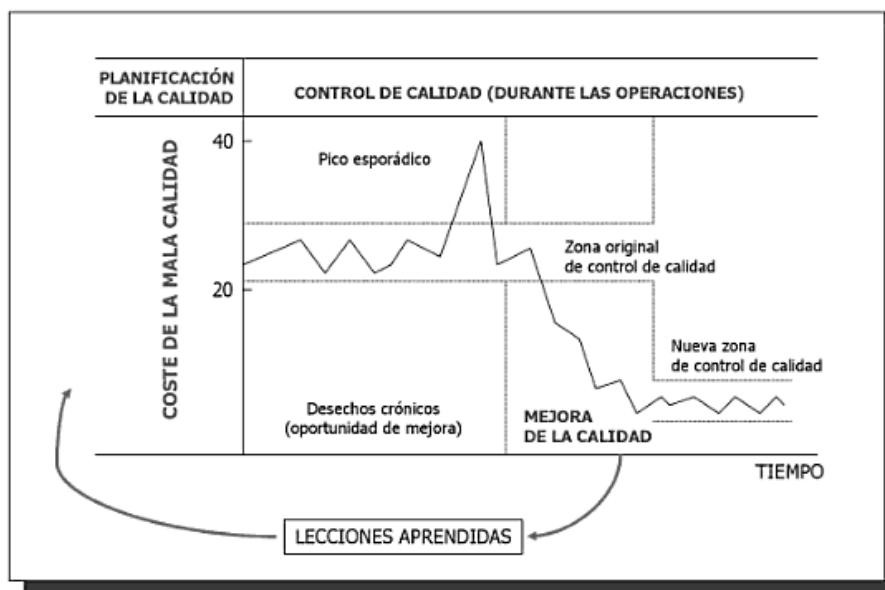 PLANIFICACIÓN
DE LA CALIDAD
CONTROL DE CALIDAD (DURANTE LAS OPERACIONES)
COSTE DE LA MALA CALIDAD
40
20
Pico esporádico
Zona original
de control de calidad
Nueva zona
de control de calidad
Desechos crónicos
(oportunidad de mejora)
MEJORA
DE LA CALIDAD
TIEMPO
LECCIONES APRENDIDAS